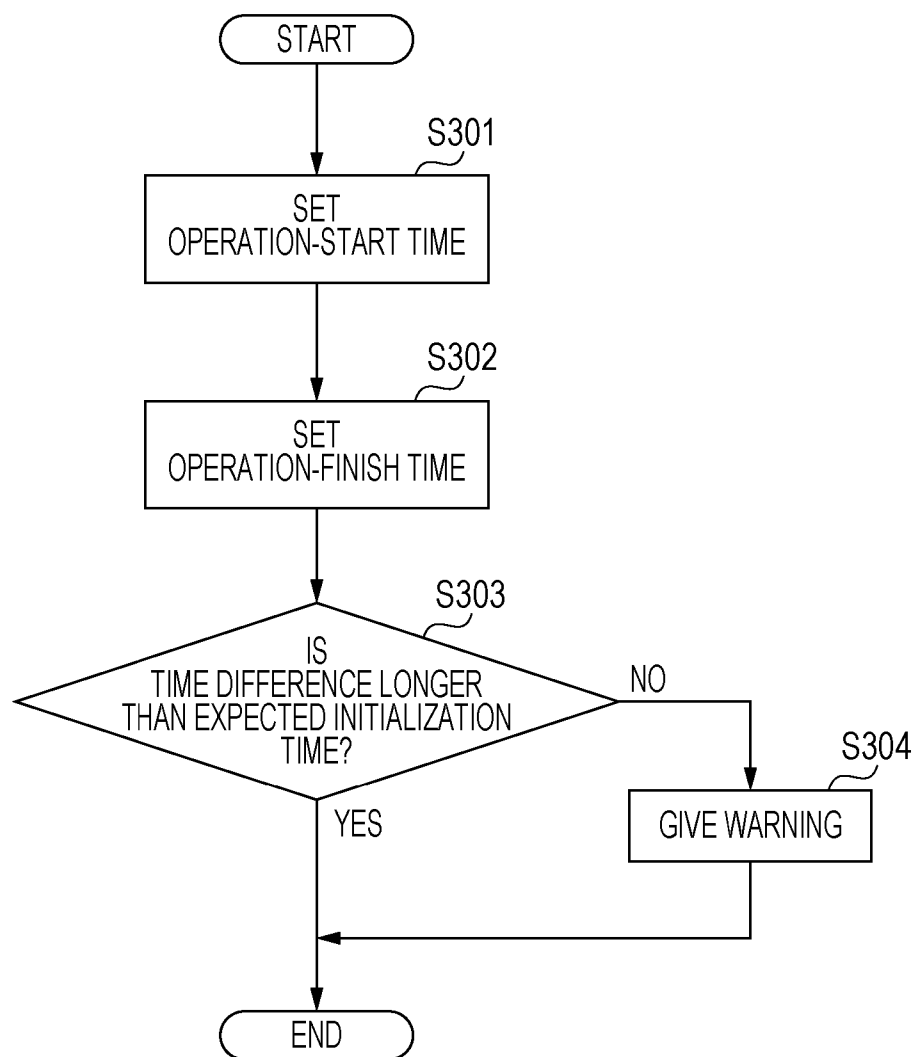 START
S301
SET
OPERATION-START TIME
S302
SET
OPERATION-FINISH TIME
S303
IS
TIME DIFFERENCE LONGER
THAN EXPECTED INITIALIZATION
TIME?
NO
S304
GIVE WARNING
YES
END